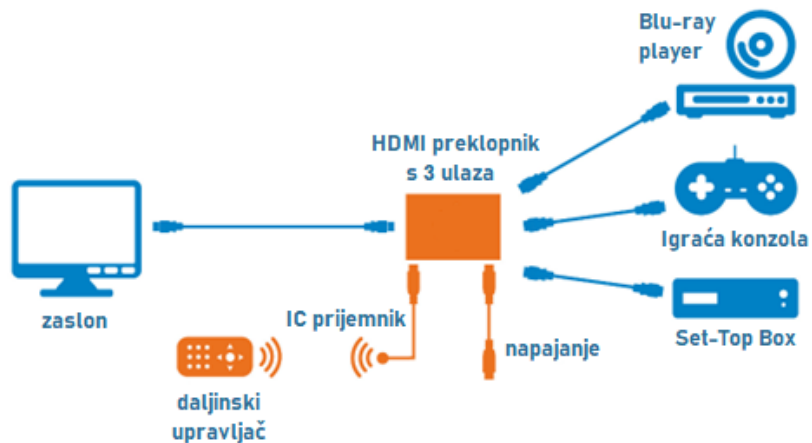 Blu-ray
player
HDMI preklopnik
s 3 ulaza
Igraća konzola
zaslon
IC prijemnik
napajanje
Set-Top Box
daljinski
upravljač